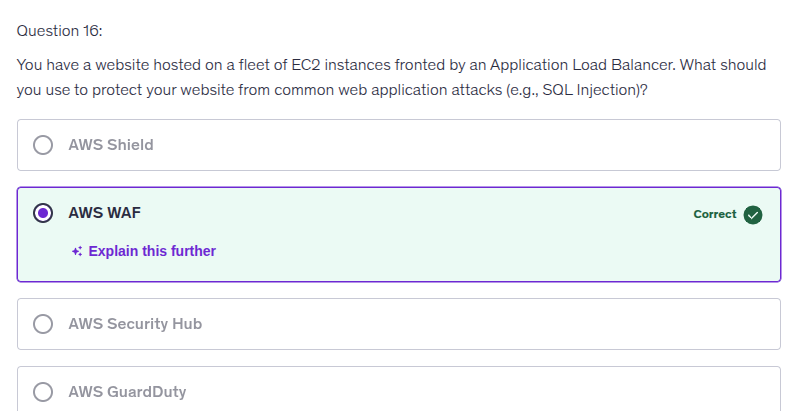 Question 16:
You have a website hosted on a fleet of EC2 instances fronted by an Application Load Balancer. What should
you use to protect your website from common web application attacks (e.g., SQL Injection)?
AWS Shield
AWS WAF
Correct
Explain this further
AWS Security Hub
AWS GuardDuty